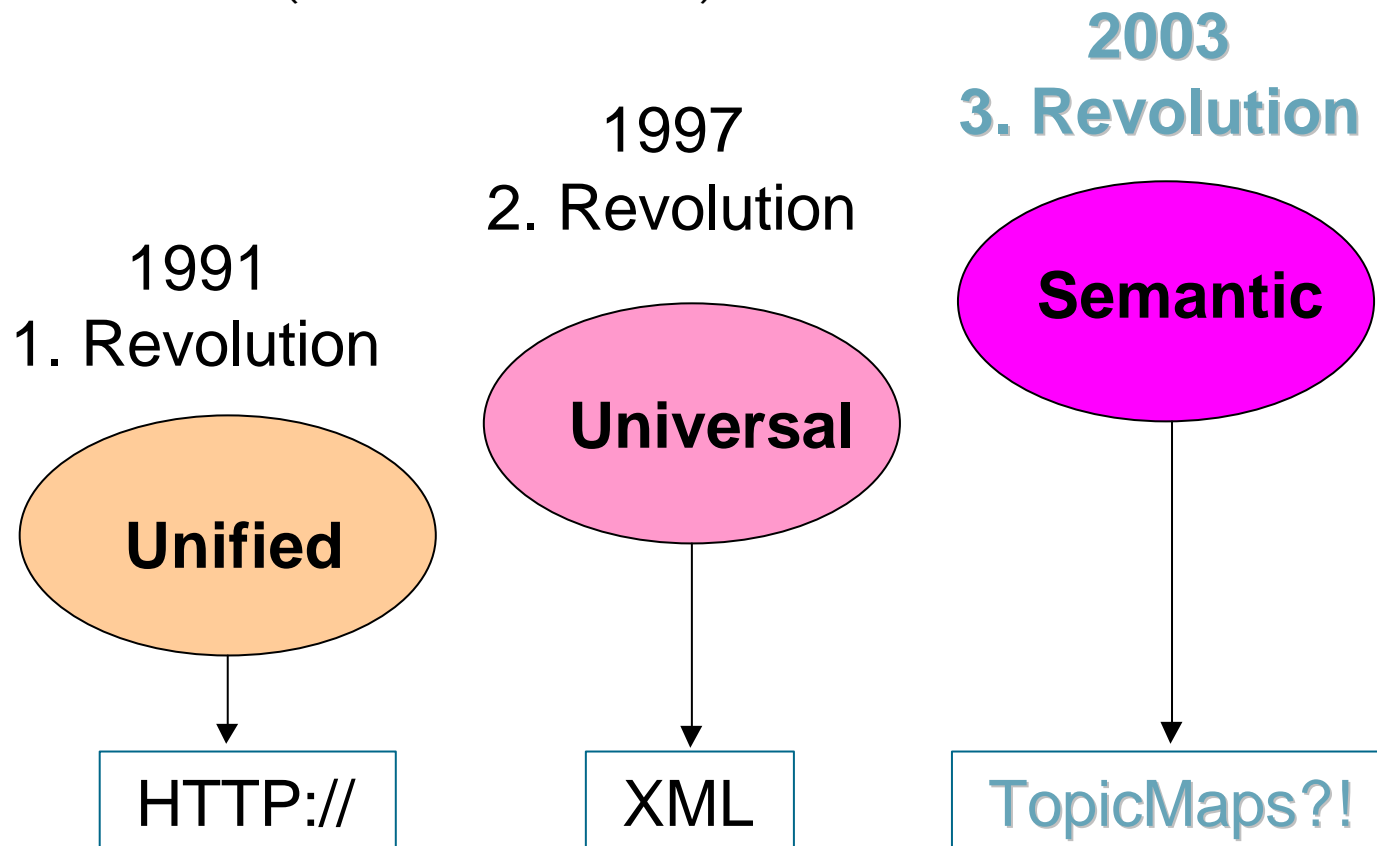 1991
1. Revolution
Unified
HTTP://
1997
2. Revolution
Universal
XML
2003
3. Revolution
Semantic
TopicMaps?!